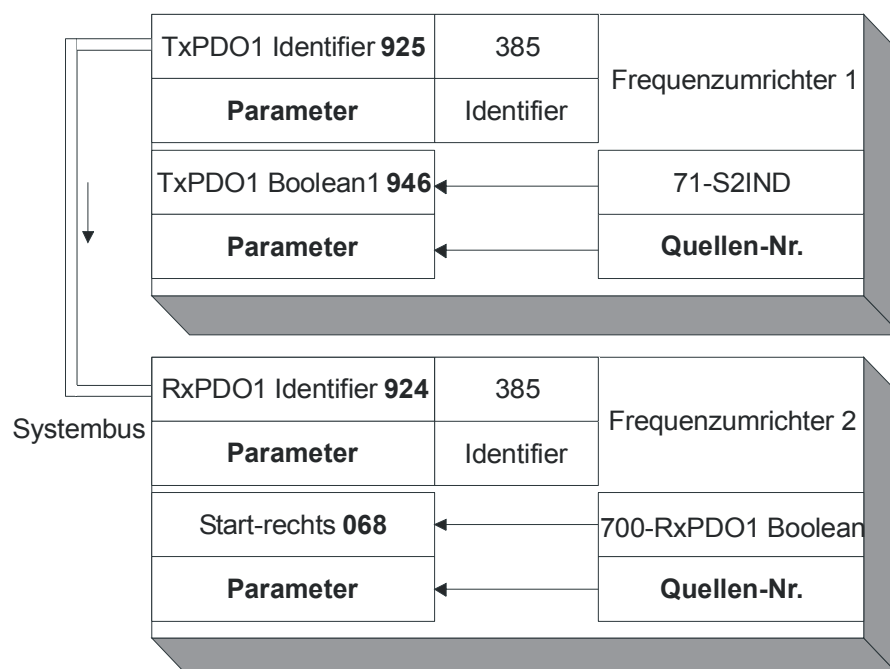 TxPDO1 Identifier 925 385
Frequenzumrichter 1
Parameter Identifier
TxPDO1 Boolean1 946 71-S2IND
Parameter Quellen-Nr.
RxPDO1 Identifier 924 385
Frequenzumrichter 2
Systembus
Parameter Identifier
Start-rechts 068 700-RxPDO1 Boolean
Parameter Quellen-Nr.